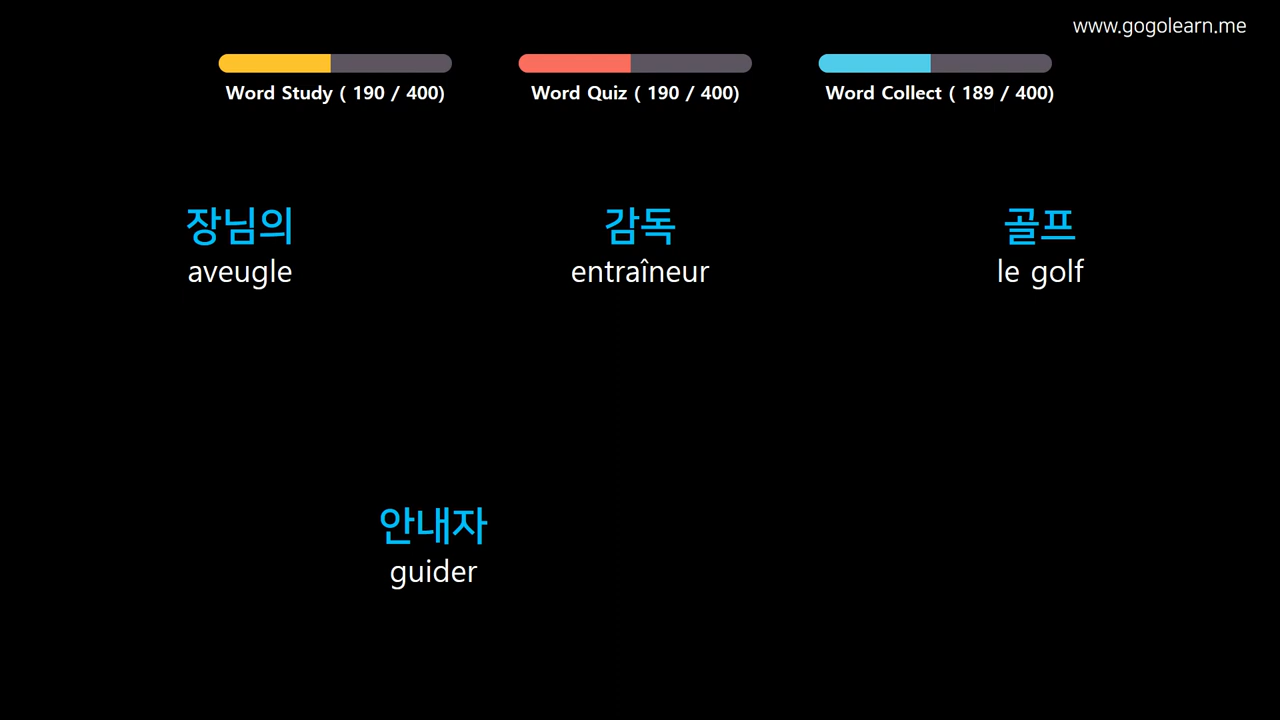 www.gogolearn.me
Word Study ( 190 / 400)
Word Quiz ( 190 / 400)
Word Collect ( 189 / 400)
장님의
aveugle
감독
entraîneur
골프
le golf
안내자
guider